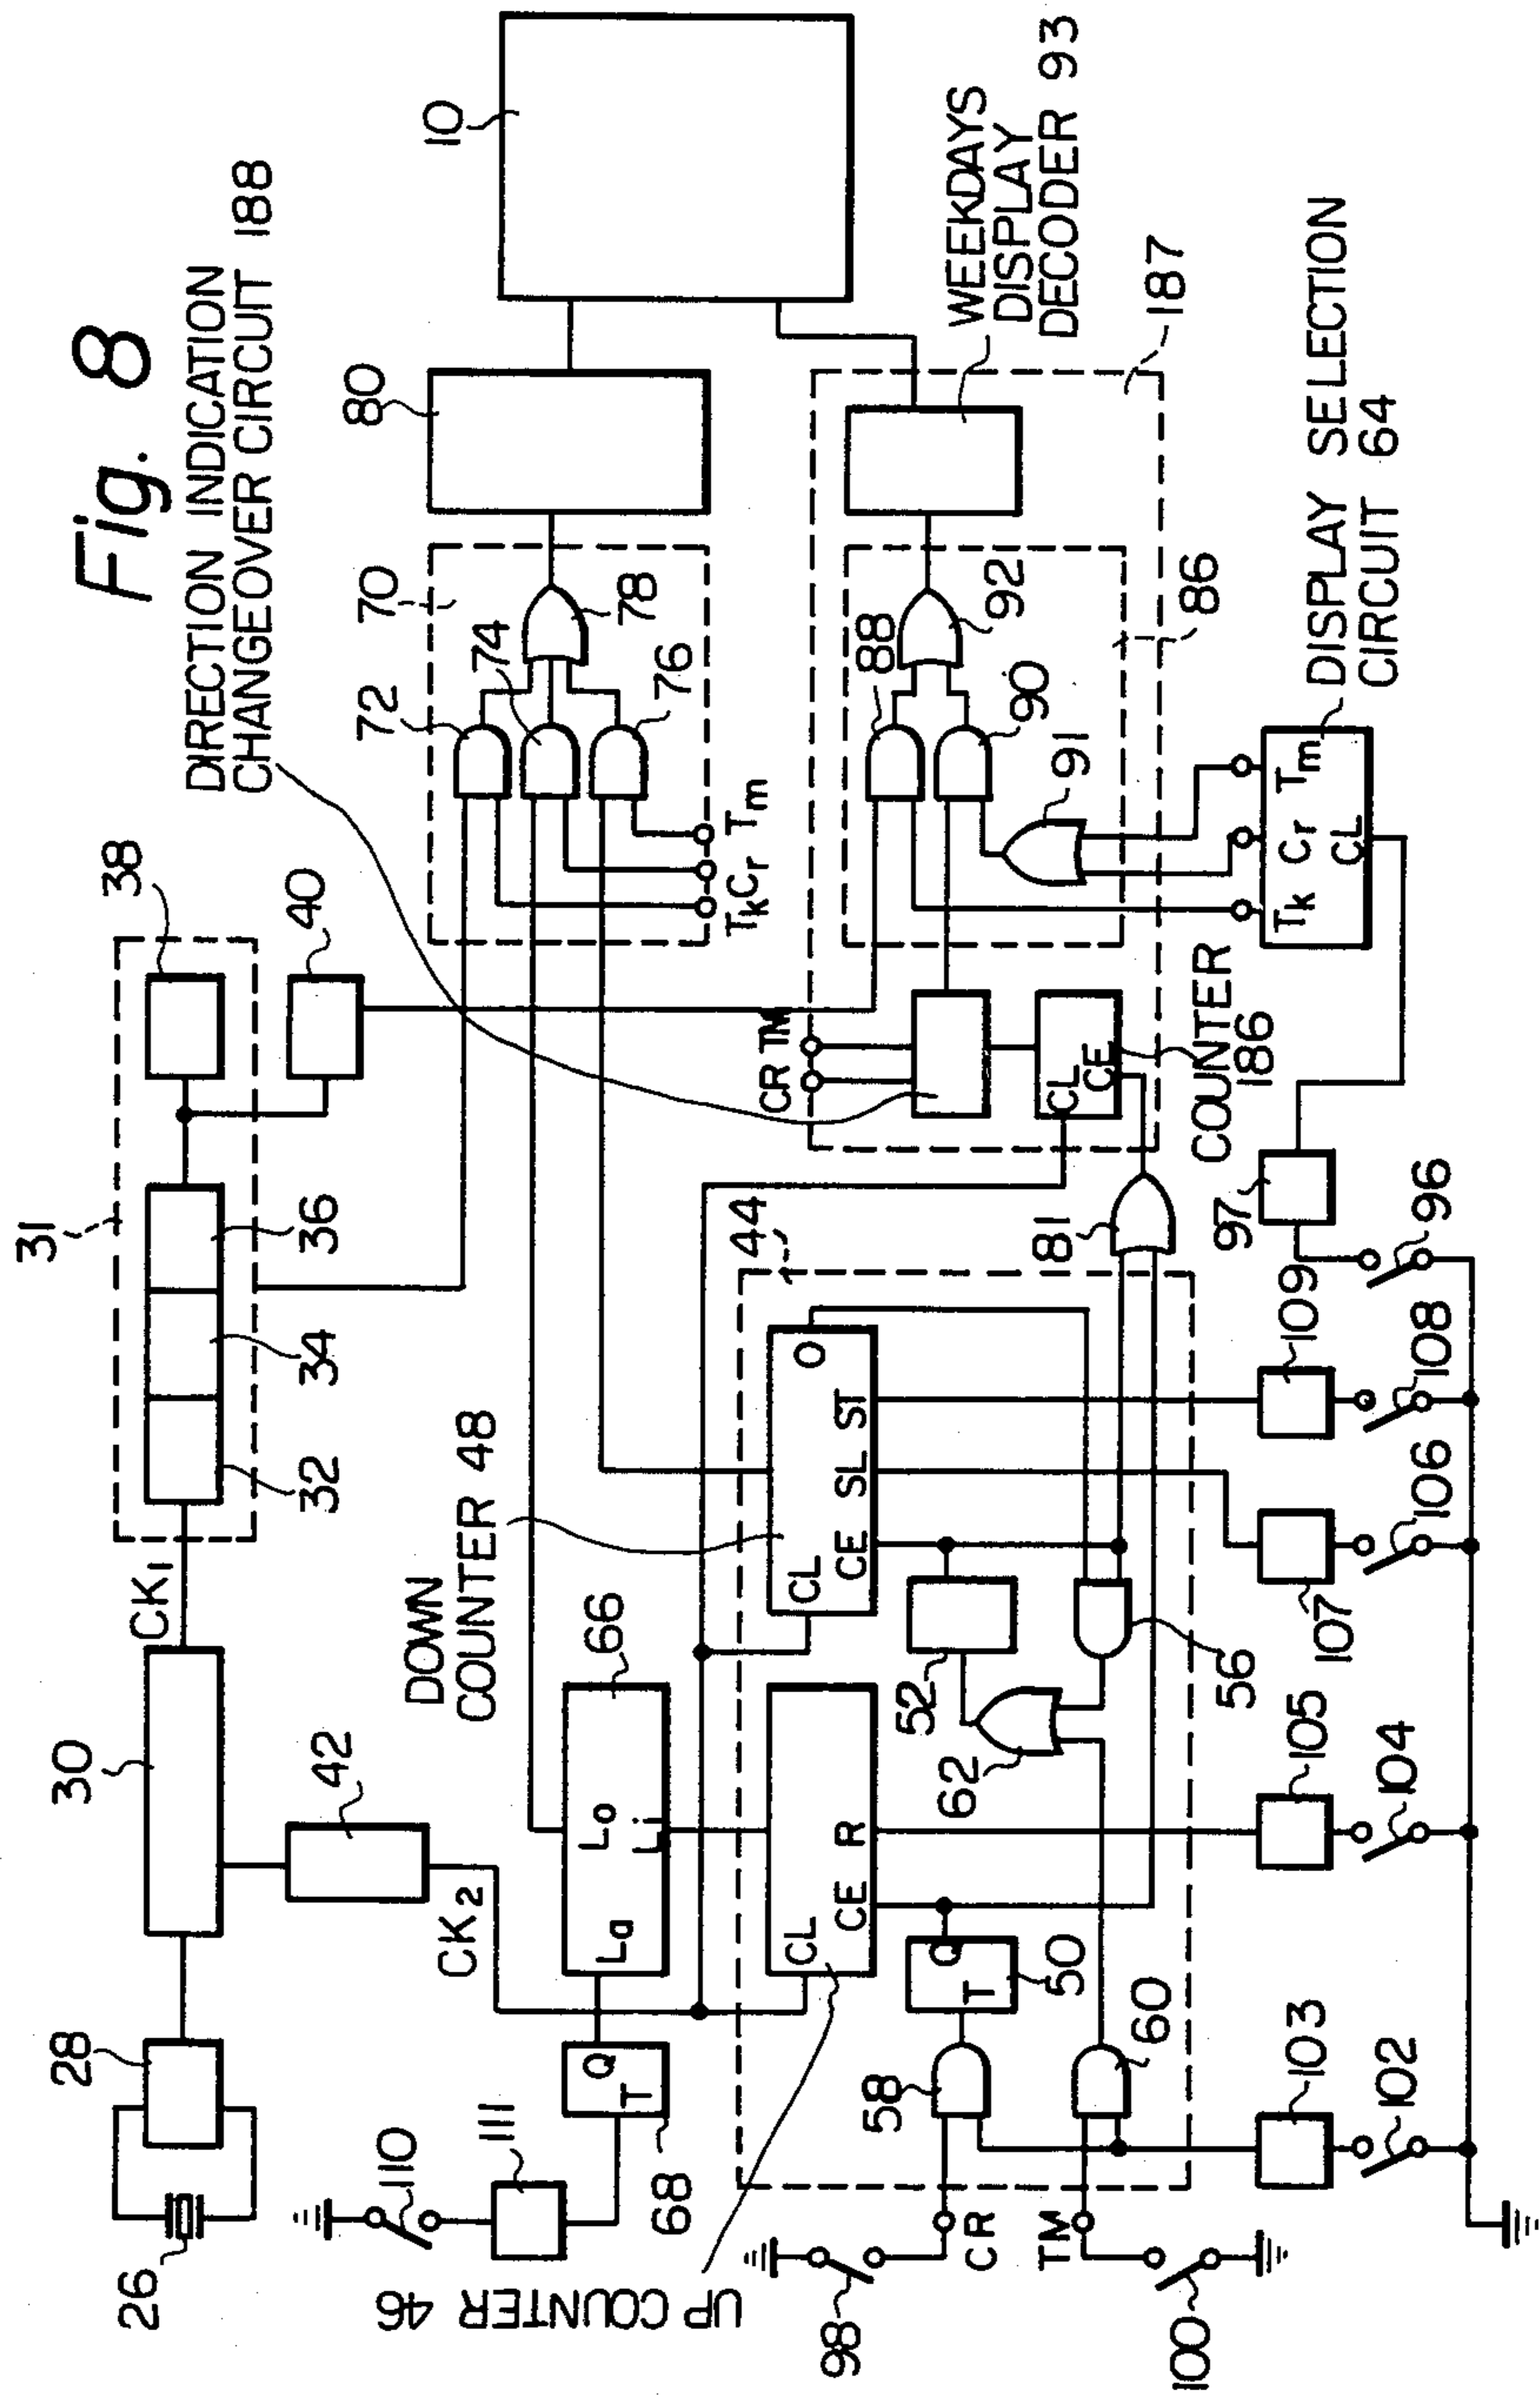 Fig. 8
DIRECTION INDICATION
CHANGEOVER CIRCUIT 188
10
80
WEEKDAYS
DISPLAY
DECODER 93
187
DISPLAY SELECTION
CIRCUIT 64
70
72
74
76
78
Tk Cr Tm
86
88
90
91
92
Tk Cr Tm
CL
31
38
40
36
34
32
CK1
30
28
26
42
CK2
CR TM
CL
CE
COUNTER
186
DOWN
COUNTER 48
66
Lo
Li
La
Q
T
68
111
110
44
81
CL
CE SL ST
O
CL
CE R
52
56
62
Q
T
50
58
60
UP COUNTER 46
98
CR
TM
100
103
102
105
104
107
106
109
108
97
96